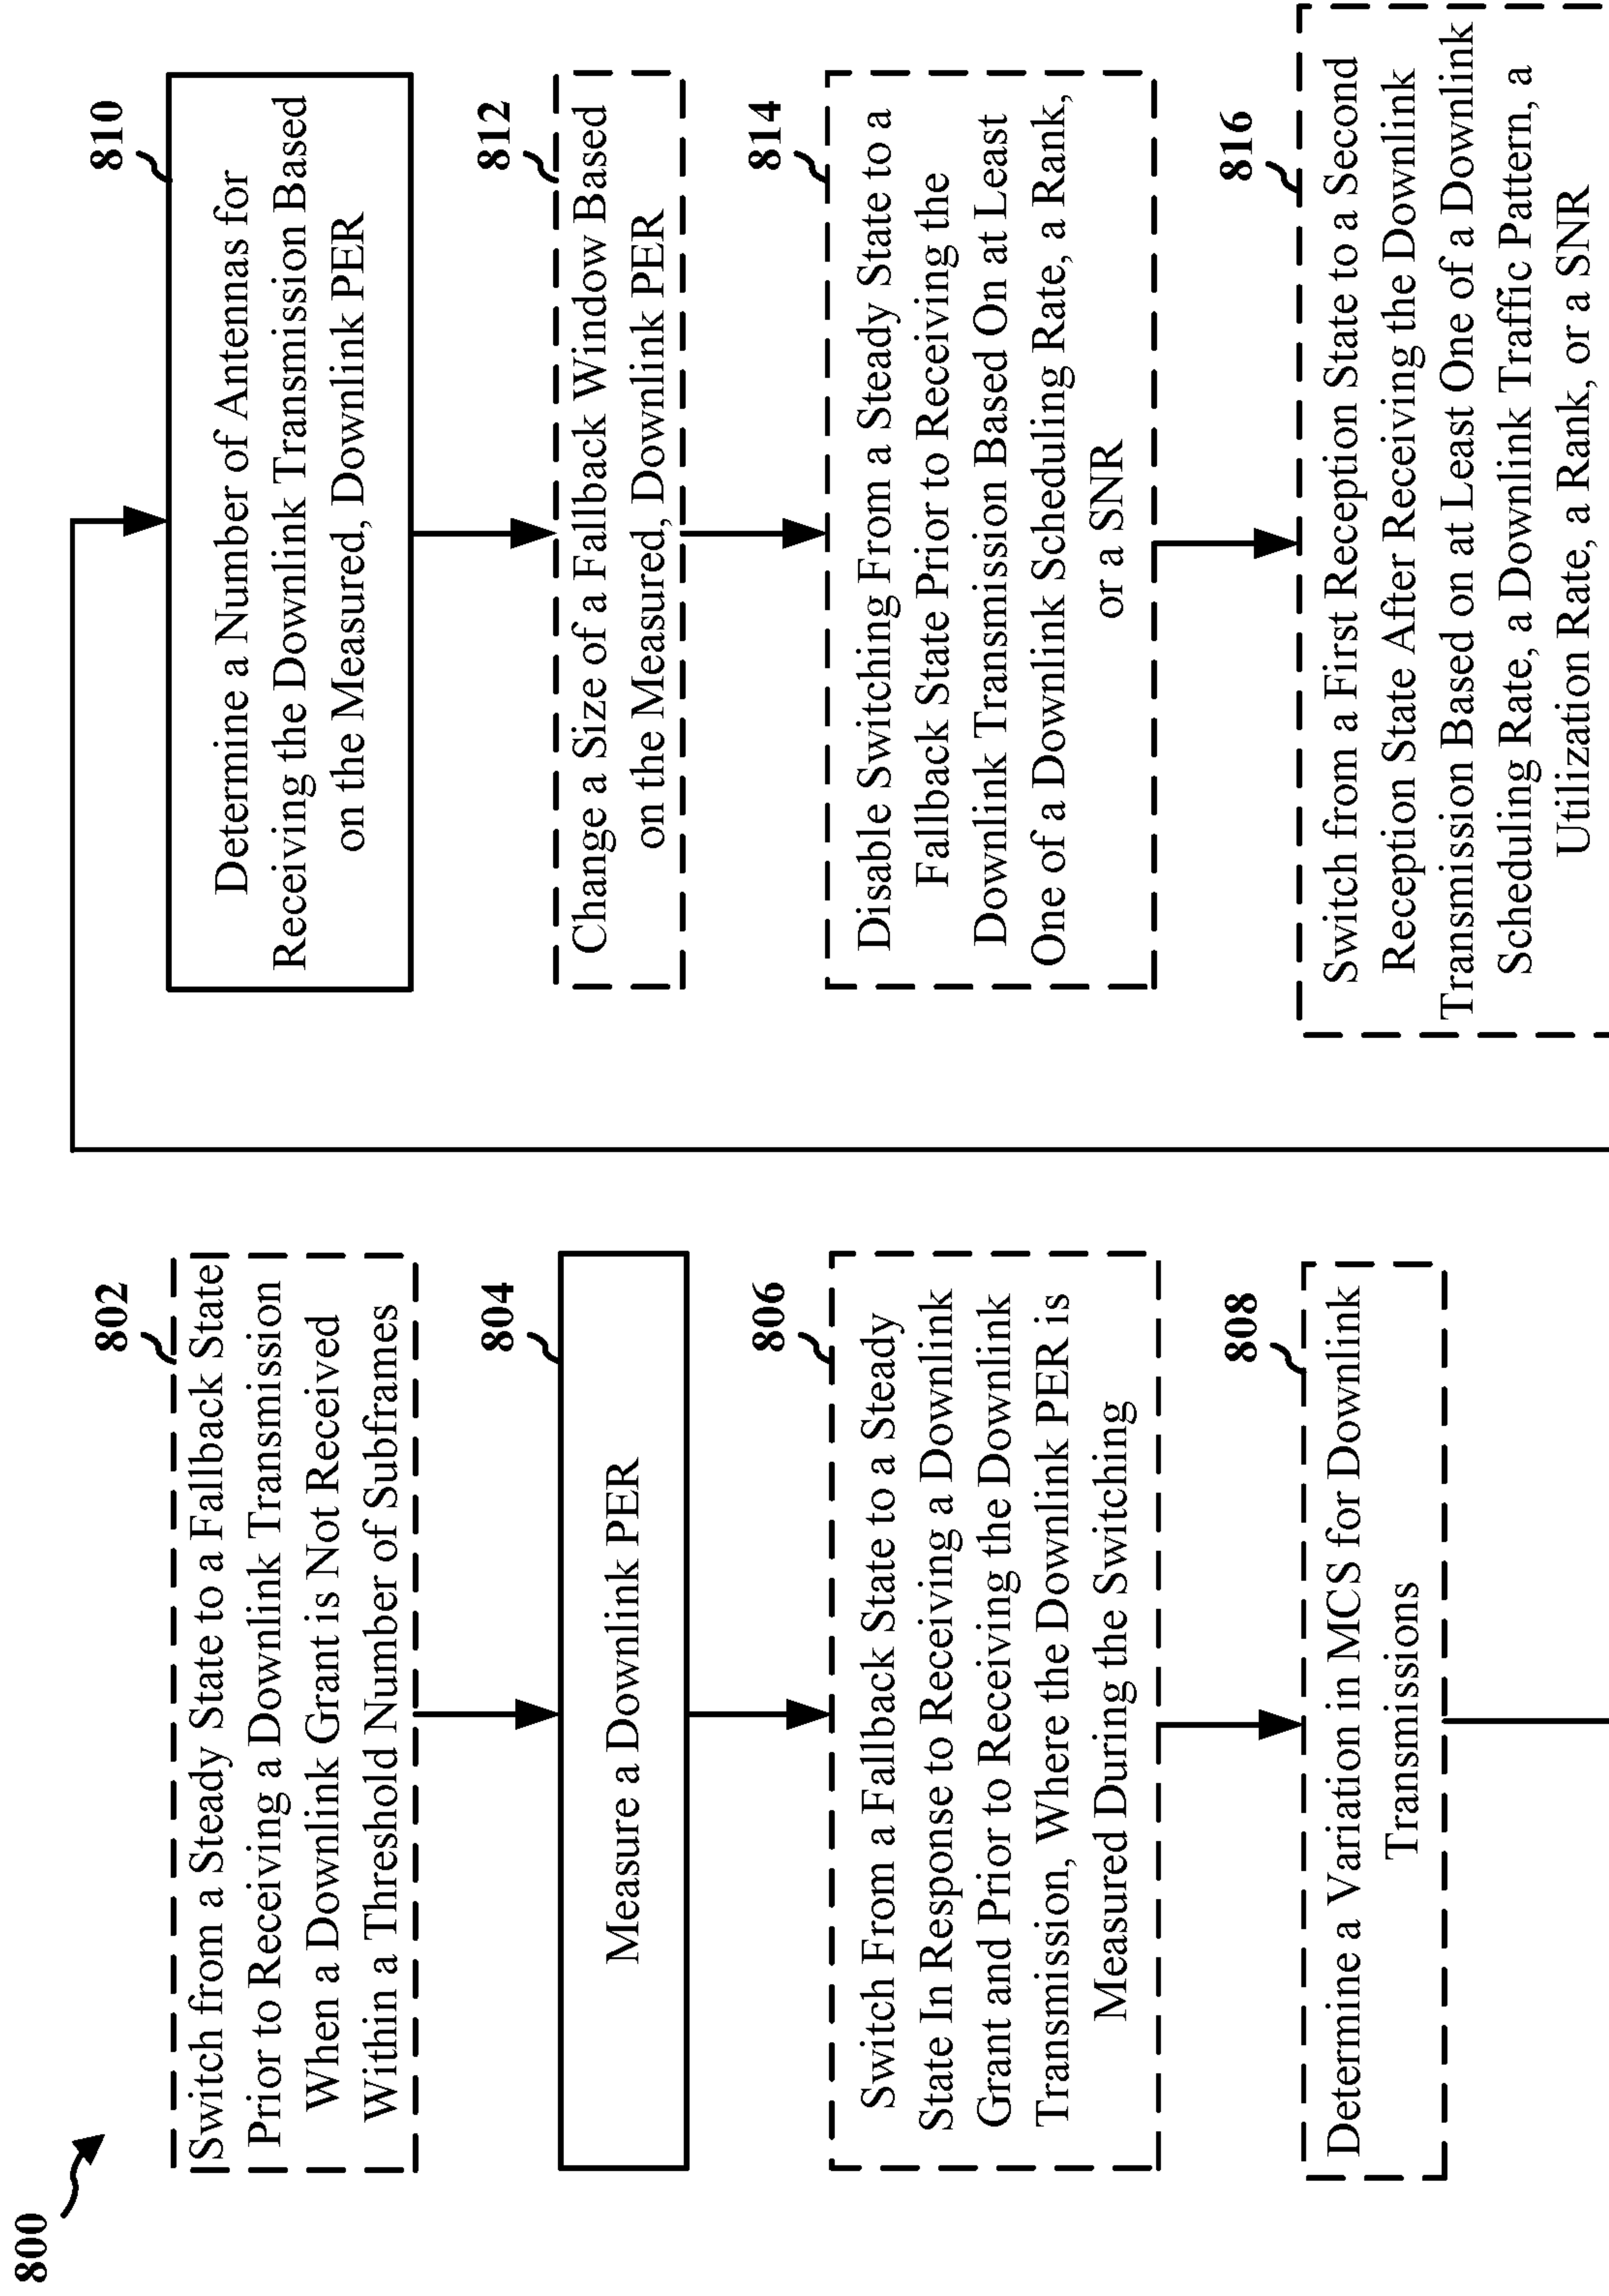 800
802
Switch from a Steady State to a Fallback State
Prior to Receiving a Downlink Transmission
When a Downlink Grant is Not Received
Within a Threshold Number of Subframes
804
Measure a Downlink PER
806
Switch From a Fallback State to a Steady
State In Response to Receiving a Downlink
Grant and Prior to Receiving the Downlink
Transmission, Where the Downlink PER is
Measured During the Switching
808
Determine a Variation in MCS for Downlink
Transmissions
810
Determine a Number of Antennas for
Receiving the Downlink Transmission Based
on the Measured, Downlink PER
812
Change a Size of a Fallback Window Based
on the Measured, Downlink PER
814
Disable Switching From a Steady State to a
Fallback State Prior to Receiving the
Downlink Transmission Based On at Least
One of a Downlink Scheduling Rate, a Rank,
or a SNR
816
Switch from a First Reception State to a Second
Reception State After Receiving the Downlink
Transmission Based on at Least One of a Downlink
Scheduling Rate, a Downlink Traffic Pattern, a
Utilization Rate, a Rank, or a SNR